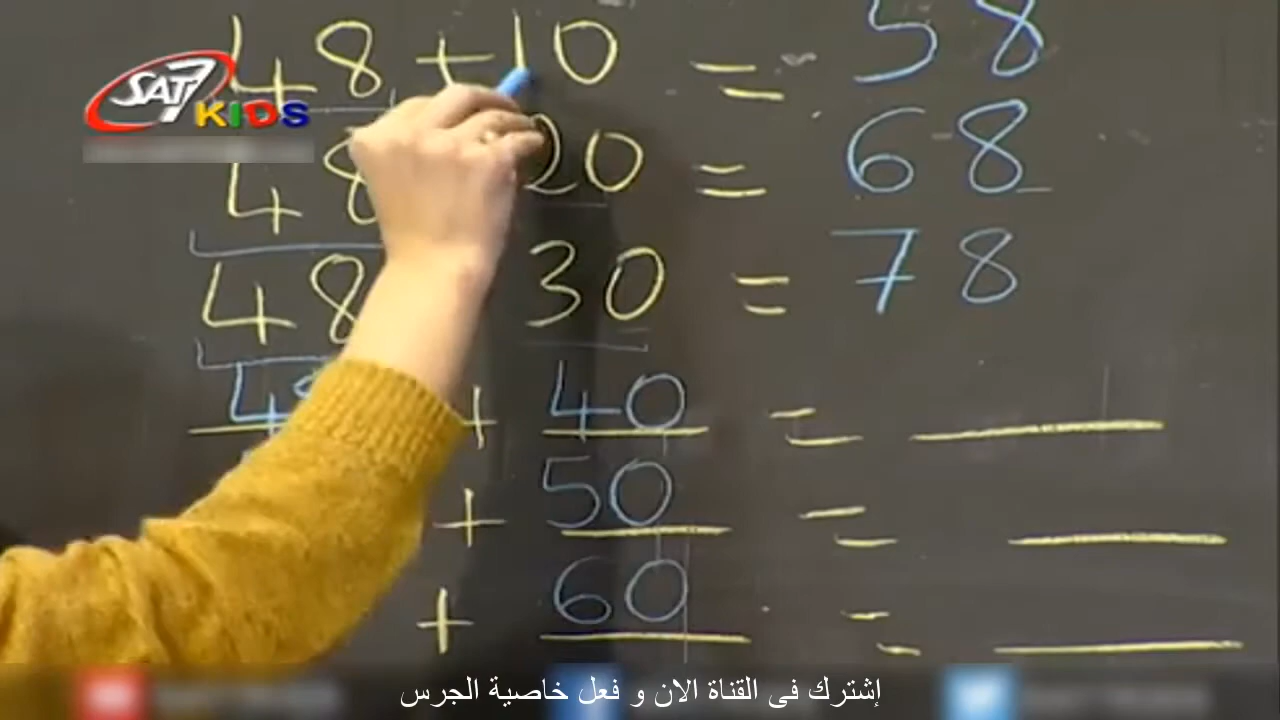 48 + 10 = 58
SAT7 KIDS
48 20 = 68
48 30 = 78
4 + 40 =
+ 50 =
+ 60 =
إشترك فى القناة الان و فعل خاصية الجرس